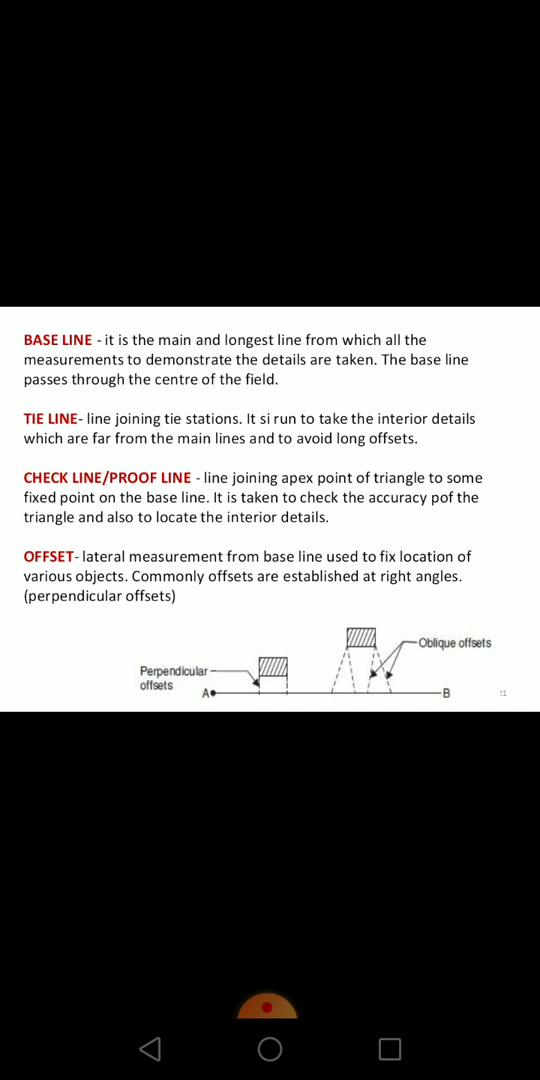 BASE LINE - it is the main and longest line from which all the
measurements to demonstrate the details are taken. The base line
passes through the centre of the field.
TIE LINE- line joining tie stations. It si run to take the interior details
which are far from the main lines and to avoid long offsets.
CHECK LINE/PROOF LINE - line joining apex point of triangle to some
fixed point on the base line. It is taken to check the accuracy pof the
triangle and also to locate the interior details.
OFFSET- lateral measurement from base line used to fix location of
various objects. Commonly offsets are established at right angles.
(perpendicular offsets)
Oblique offsets
Perpendicular
offsets
A
B